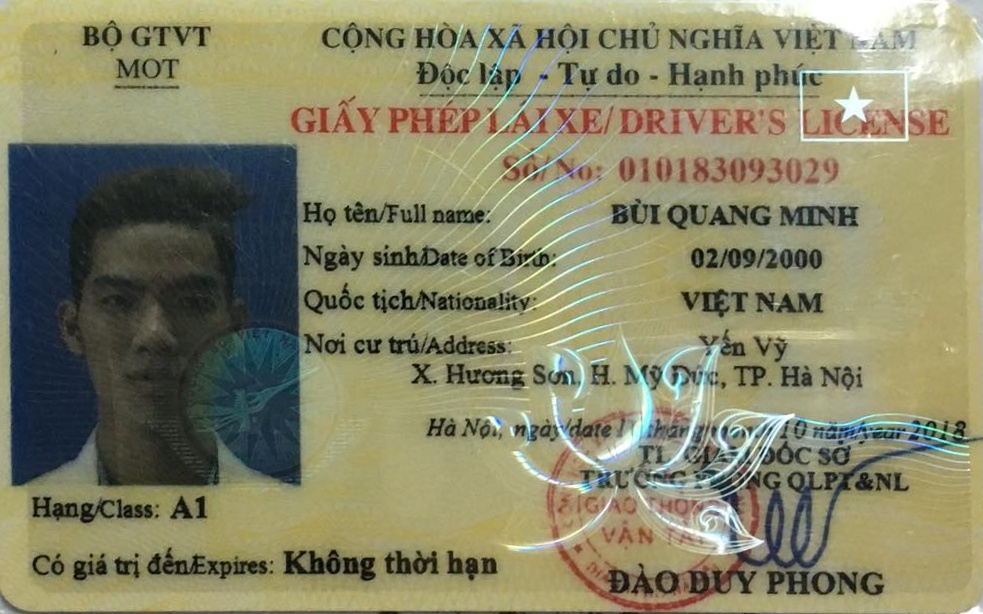 BỘ GTVT
MOT
CỘNG HÒA XÃ HỘI CHỦ NGHĨA VIỆT NAM
Độc lập - Tự do - Hạnh phúc
GIẤY PHÉP LÁI XE/ DRIVER'S LICENSE
Số/No: 010183093029
Họ tên/Full name: BÙI QUANG MINH
Ngày sinh/Date of Birth: 02/09/2000
Quốc tịch/Nationality: VIỆT NAM
Nơi cư trú/Address: Yến Vỹ
X. Hương Sơn, H. Mỹ Đức, TP. Hà Nội
Hà Nội, ngày/date 11 tháng/month 10 năm/year 2018
TL. GIÁM ĐỐC SỞ
TRƯỞNG PHÒNG QLPT&NL
GIAO THÔNG
VẬN TẢI
Hạng/Class: A1
Có giá trị đến/Expires: Không thời hạn
ĐÀO DUY PHONG